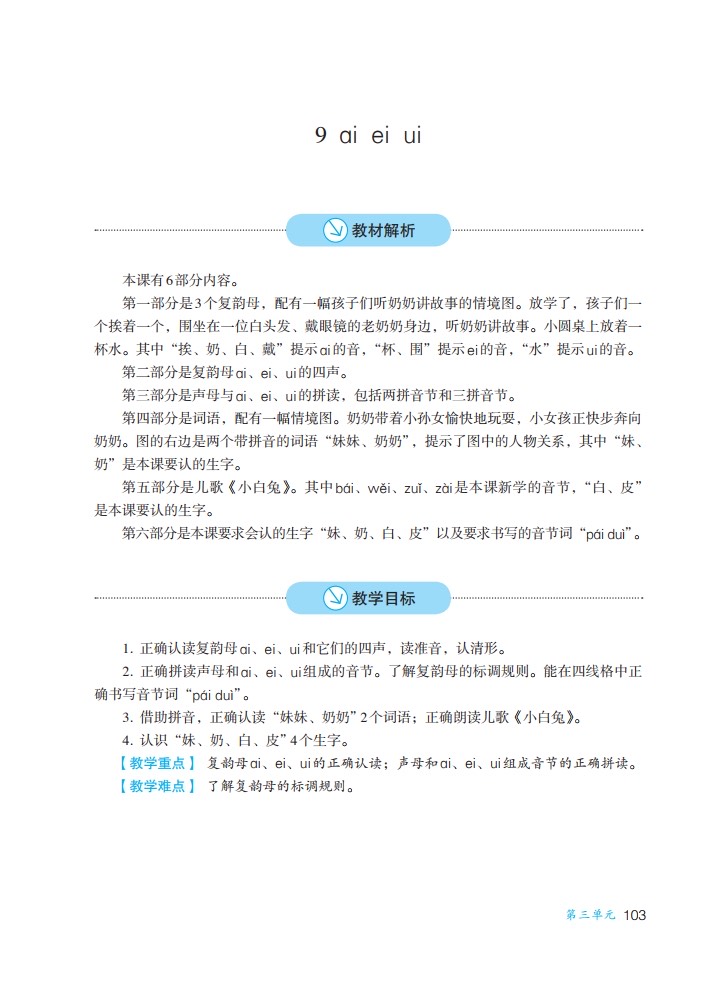 9 ai ei ui
教材解析
本课有6部分内容。
第一部分是3个复韵母，配有一幅孩子们听奶奶讲故事的情境图。放学了，孩子们一
个挨着一个，围坐在一位白头发、戴眼镜的老奶奶身边，听奶奶讲故事。小圆桌上放着一
杯水。其中“挨、奶、白、戴”提示ai的音，“杯、围”提示ei的音，“水”提示ui的音。
第二部分是复韵母ai、ei、ui的四声。
第三部分是声母与ai、ei、ui的拼读，包括两拼音节和三拼音节。
第四部分是词语，配有一幅情境图。奶奶带着小孙女愉快地玩耍，小女孩正快步奔向
奶奶。图的右边是两个带拼音的词语“妹妹、奶奶”，提示了图中的人物关系，其中“妹、
奶”是本课要认的生字。
第五部分是儿歌《小白兔》。其中bái、wěi、zuǐ、zài是本课新学的音节，“白、皮”
是本课要认的生字。
第六部分是本课要求会认的生字“妹、奶、白、皮”以及要求书写的音节词“pái duì”。
教学目标
1. 正确认读复韵母ai、ei、ui和它们的四声，读准音，认清形。
2. 正确拼读声母和ai、ei、ui组成的音节。了解复韵母的标调规则。能在四线格中正
确书写音节词“pái duì”。
3. 借助拼音，正确认读“妹妹、奶奶”2个词语；正确朗读儿歌《小白兔》。
4. 认识“妹、奶、白、皮”4个生字。
【教学重点】 复韵母ai、ei、ui的正确认读；声母和ai、ei、ui组成音节的正确拼读。
【教学难点】 了解复韵母的标调规则。
第三单元 103